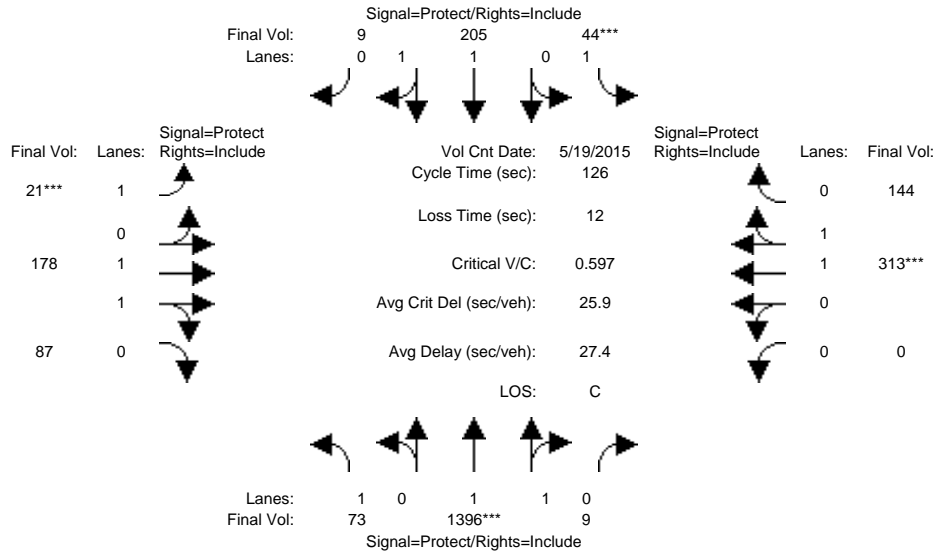 Signal=Protect/Rights=Include
Final Vol: 9 205 44***
Lanes: 0 1 1 0 1
Signal=Protect
Final Vol: Lanes: Rights=Include
Vol Cnt Date: 5/19/2015
Signal=Protect
Rights=Include Lanes: Final Vol:
Cycle Time (sec): 126
21*** 1
0 144
Loss Time (sec): 12
0
1
178 1
Critical V/C: 0.597
1 313***
1
Avg Crit Del (sec/veh): 25.9
0
87 0
Avg Delay (sec/veh): 27.4
0 0
LOS: C
Lanes: 1 0 1 1 0
Final Vol: 73 1396*** 9
Signal=Protect/Rights=Include